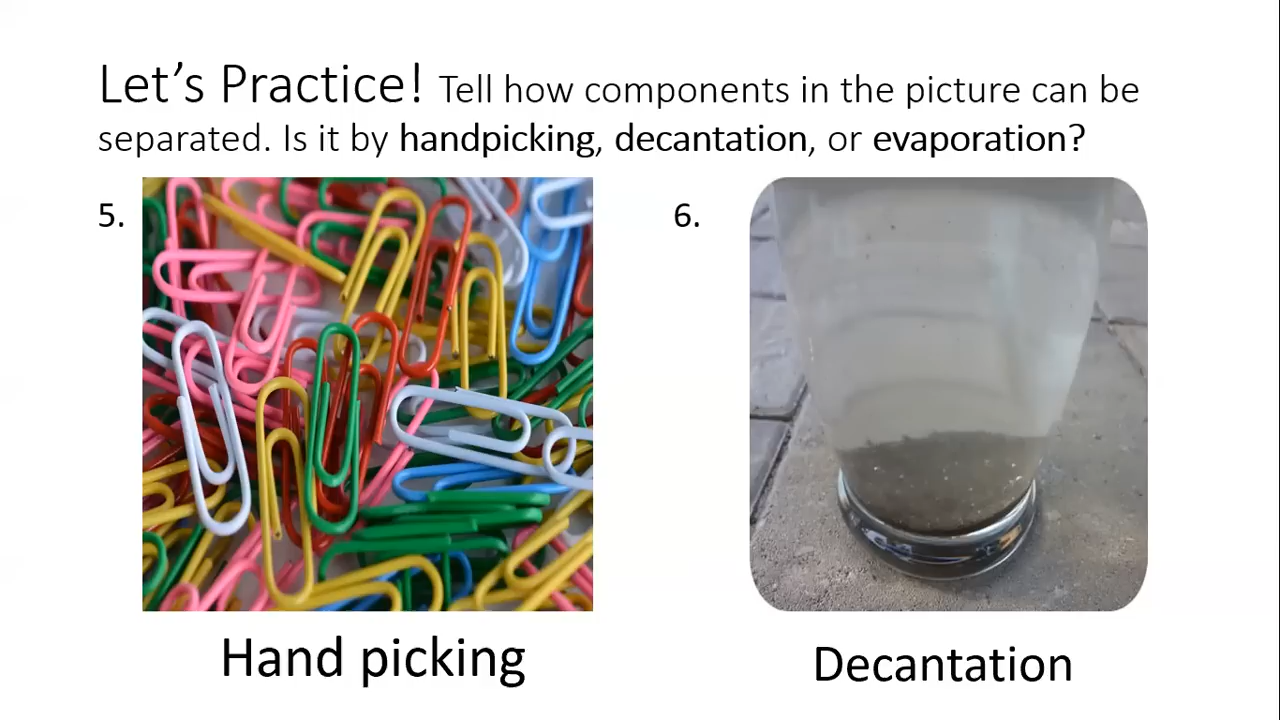 Let’s Practice! Tell how components in the picture can be
separated. Is it by handpicking, decantation, or evaporation?
5.
6.
Hand picking
Decantation